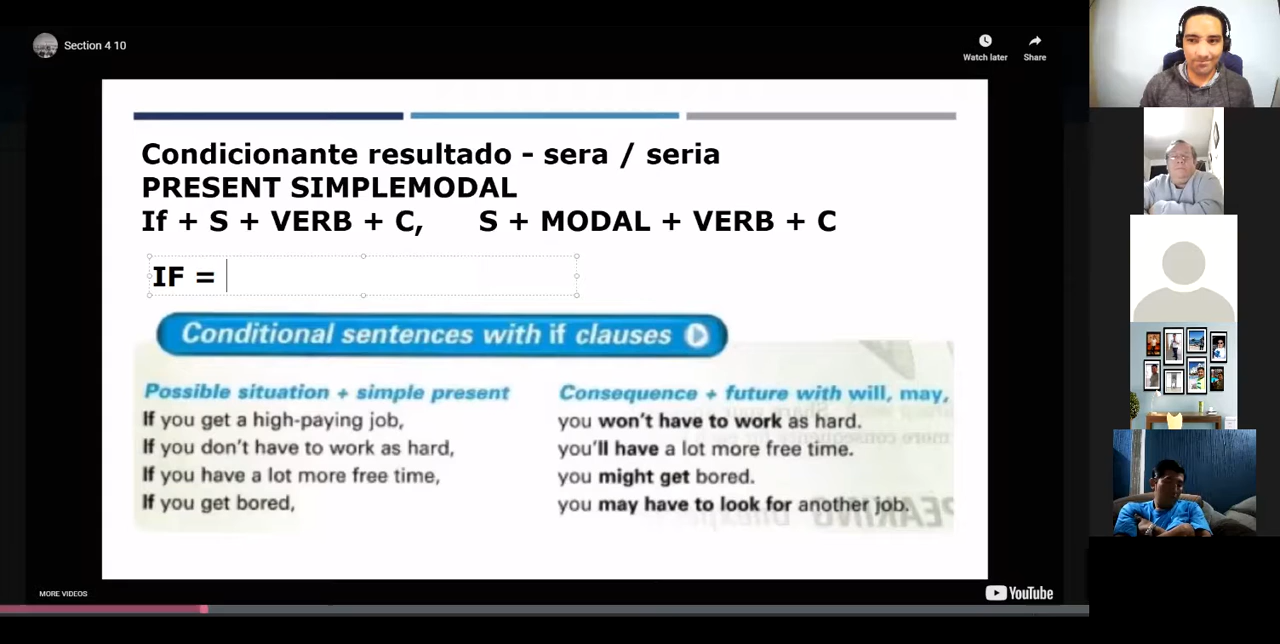 Section 4 10
Watch later
Share
Condicionante resultado - sera / seria
PRESENT SIMPLEMODAL
If + S + VERB + C, S + MODAL + VERB + C
IF =
Conditional sentences with if clauses
Possible situation + simple present
Consequence + future with will, may,
If you get a high-paying job,
you won't have to work as hard.
If you don't have to work as hard,
you'll have a lot more free time.
If you have a lot more free time,
you might get bored.
If you get bored,
you may have to look for another job.
MORE VIDEOS
YouTube